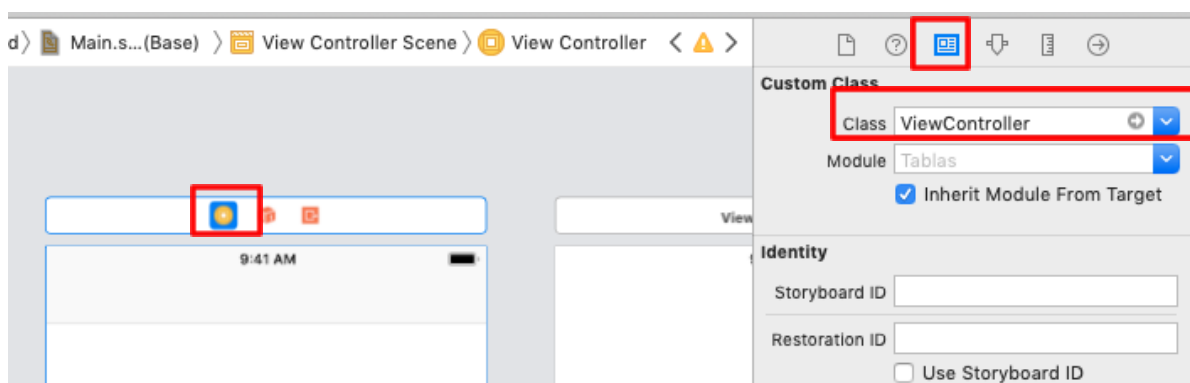 d〉 Main.s...(Base) 〉 View Controller Scene 〉 View Controller < >
Custom Class
Class ViewController
Module Tablas
Inherit Module From Target
View
9:41 AM
Identity
Storyboard ID
Restoration ID
Use Storyboard ID